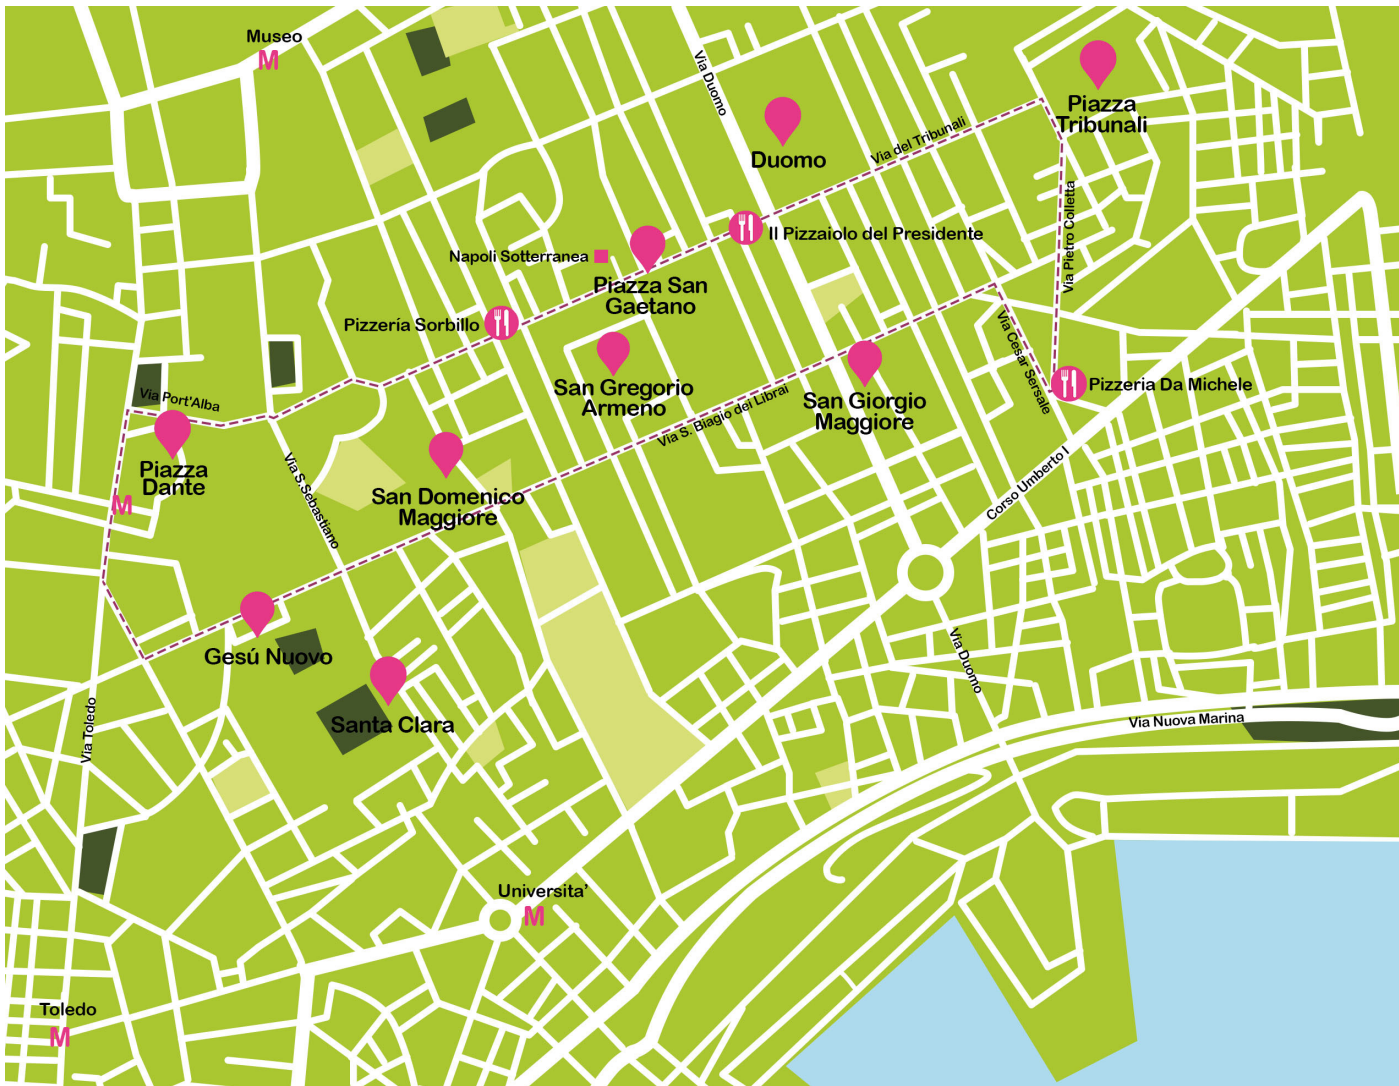 Museo
M
Via Duomo
Piazza
Tribunali
Duomo
Via del Tribunali
Il Pizzaiolo del Presidente
Via Pietro Colletta
Napoli Sotterranea
Piazza San
Gaetano
Pizzería Sorbillo
Via Cesar Sersale
San Gregorio
Armeno
Pizzeria Da Michele
Via Port'Alba
San Giorgio
Maggiore
Via S. Biagio dei Librai
Piazza
Dante
M
Via S.Sebastiano
San Domenico
Maggiore
Corso Umberto I
Gesú Nuovo
Via Duomo
Santa Clara
Via Toledo
Via Nuova Marina
Universita'
M
Toledo
M